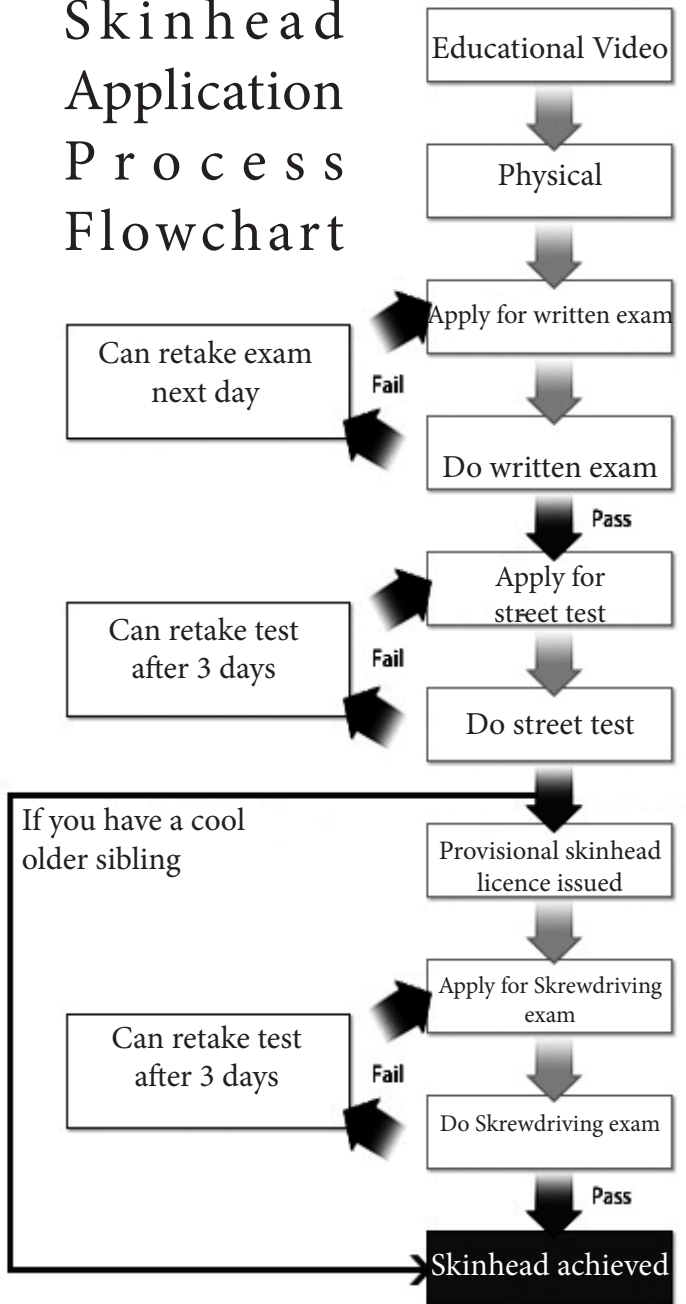 Skinhead
Application
Process
Flowchart
Educational Video
Physical
Apply for written exam
Can retake exam
next day
Fail
Do written exam
Pass
Apply for
street test
Can retake test
after 3 days
Fail
Do street test
If you have a cool
older sibling
Provisional skinhead
licence issued
Apply for Skrewdriving
exam
Can retake test
after 3 days
Fail
Do Skrewdriving exam
Pass
Skinhead achieved